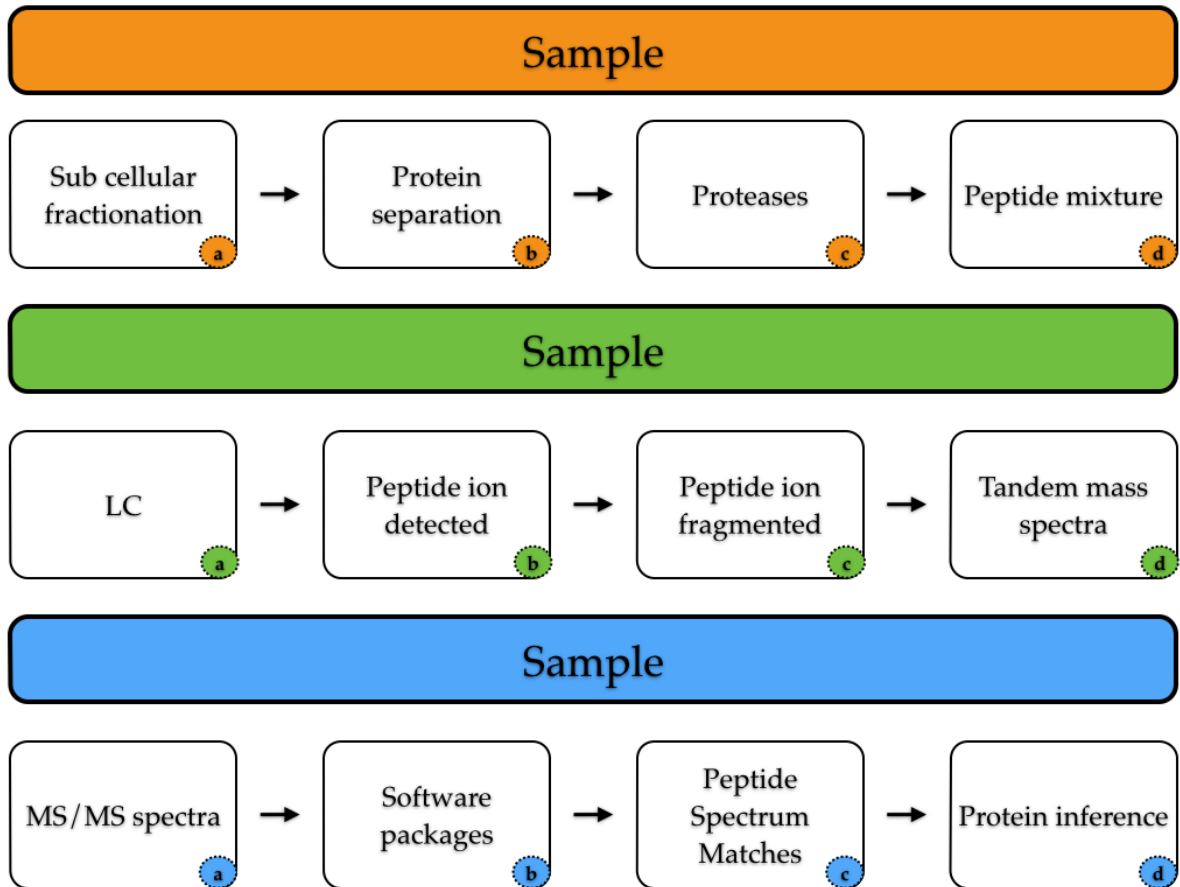 Sample
Sub cellular
fractionation
a
Protein
separation
b
Proteases
c
Peptide mixture
d
Sample
LC
a
Peptide ion
detected
b
Peptide ion
fragmented
c
Tandem mass
spectra
d
Sample
MS/MS spectra
a
Software
packages
b
Peptide
Spectrum
Matches
c
Protein inference
d